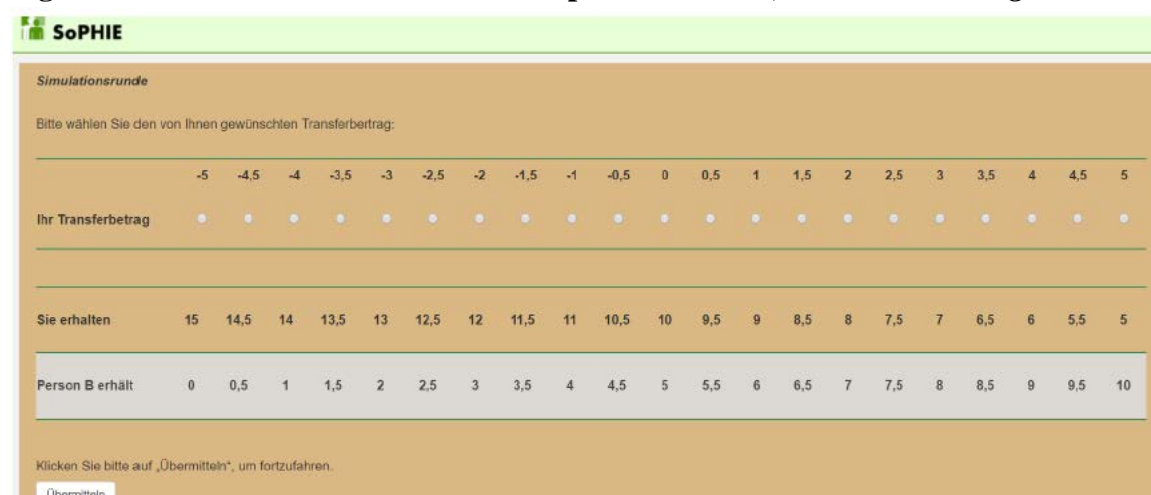 SoPHIE
Simulationsrunde
Bitte wählen Sie den von Ihnen gewünschten Transferbertrag:
-5 -4,5 -4 -3,5 -3 -2,5 -2 -1,5 -1 -0,5 0 0,5 1 1,5 2 2,5 3 3,5 4 4,5 5
Ihr Transferbetrag
Sie erhalten 15 14,5 14 13,5 13 12,5 12 11,5 11 10,5 10 9,5 9 8,5 8 7,5 7 6,5 6 5,5 5
Person B erhält 0 0,5 1 1,5 2 2,5 3 3,5 4 4,5 5 5,5 6 6,5 7 7,5 8 8,5 9 9,5 10
Klicken Sie bitte auf „Übermitteln", um fortzufahren.
Übermitteln